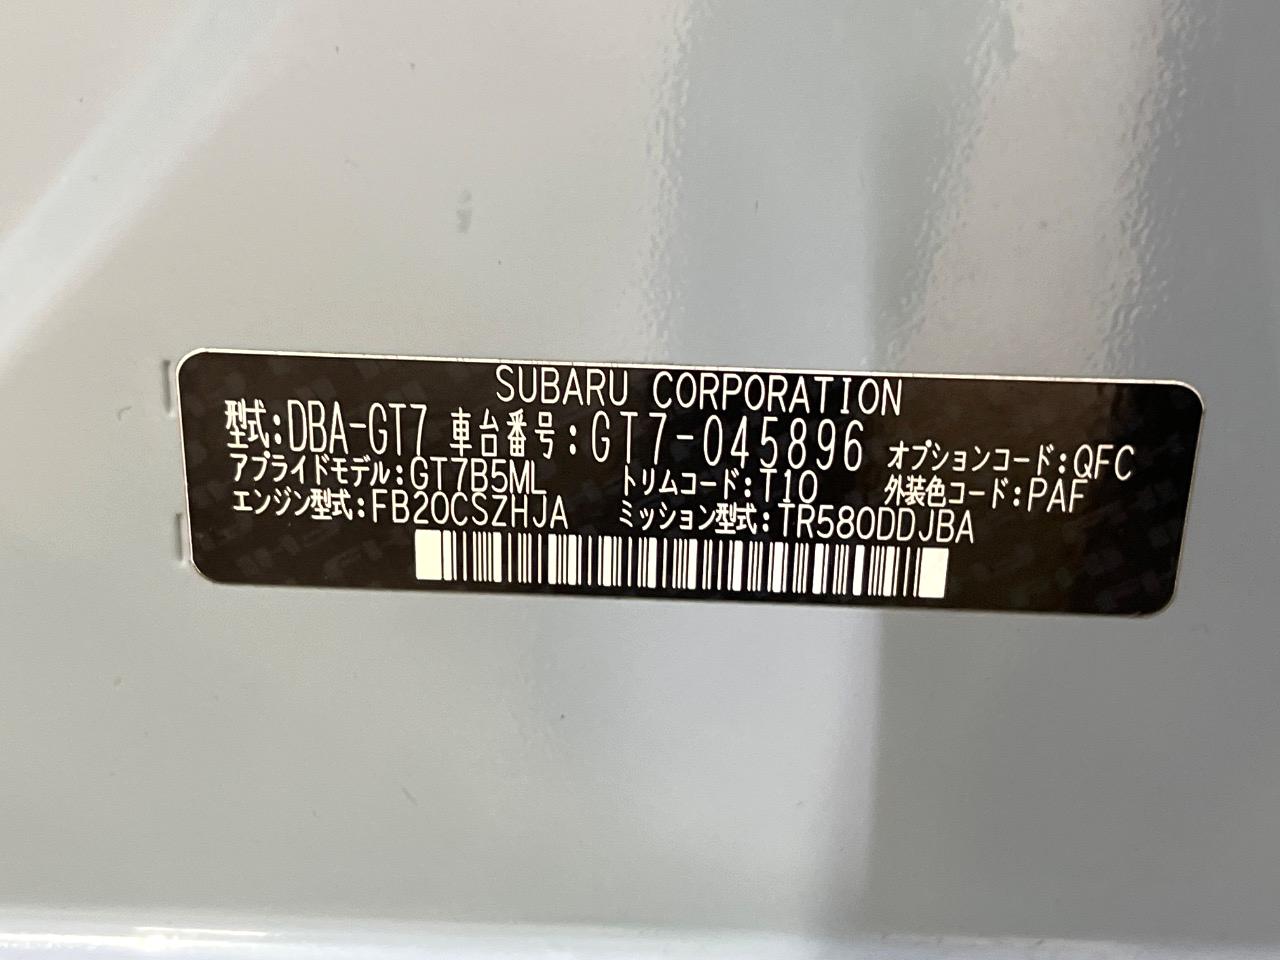 SUBARU CORPORATION
型式:DBA-GT7 車台番号:GT7-045896 オプションコード:QFC
アプライドモデル:GT7B5ML トリムコード:T10 外装色コード:PAF
エンジン型式:FB20CSZHJA ミッション型式:TR580DDJBA